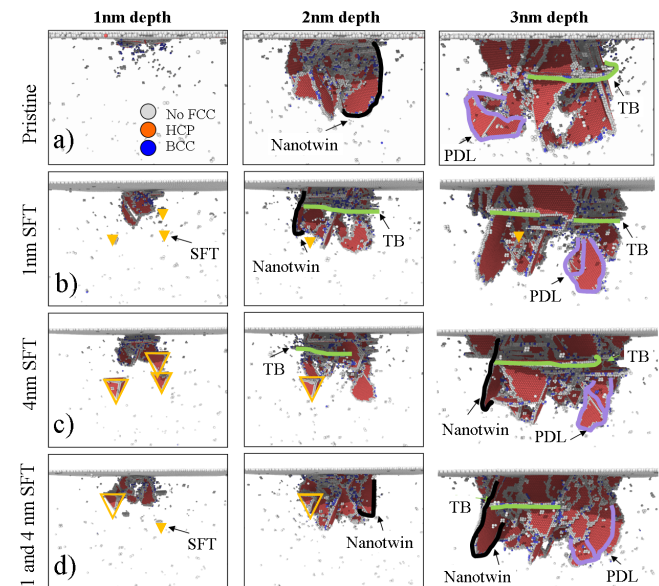 1nm depth
2nm depth
3nm depth
Pristine
No FCC
HCP
BCC
a)
Nanotwin
TB
PDL
1nm SFT
SFT
b)
TB
Nanotwin
TB
PDL
4nm SFT
c)
TB
TB
Nanotwin
PDL
1 and 4 nm SFT
d)
SFT
Nanotwin
TB
Nanotwin
PDL